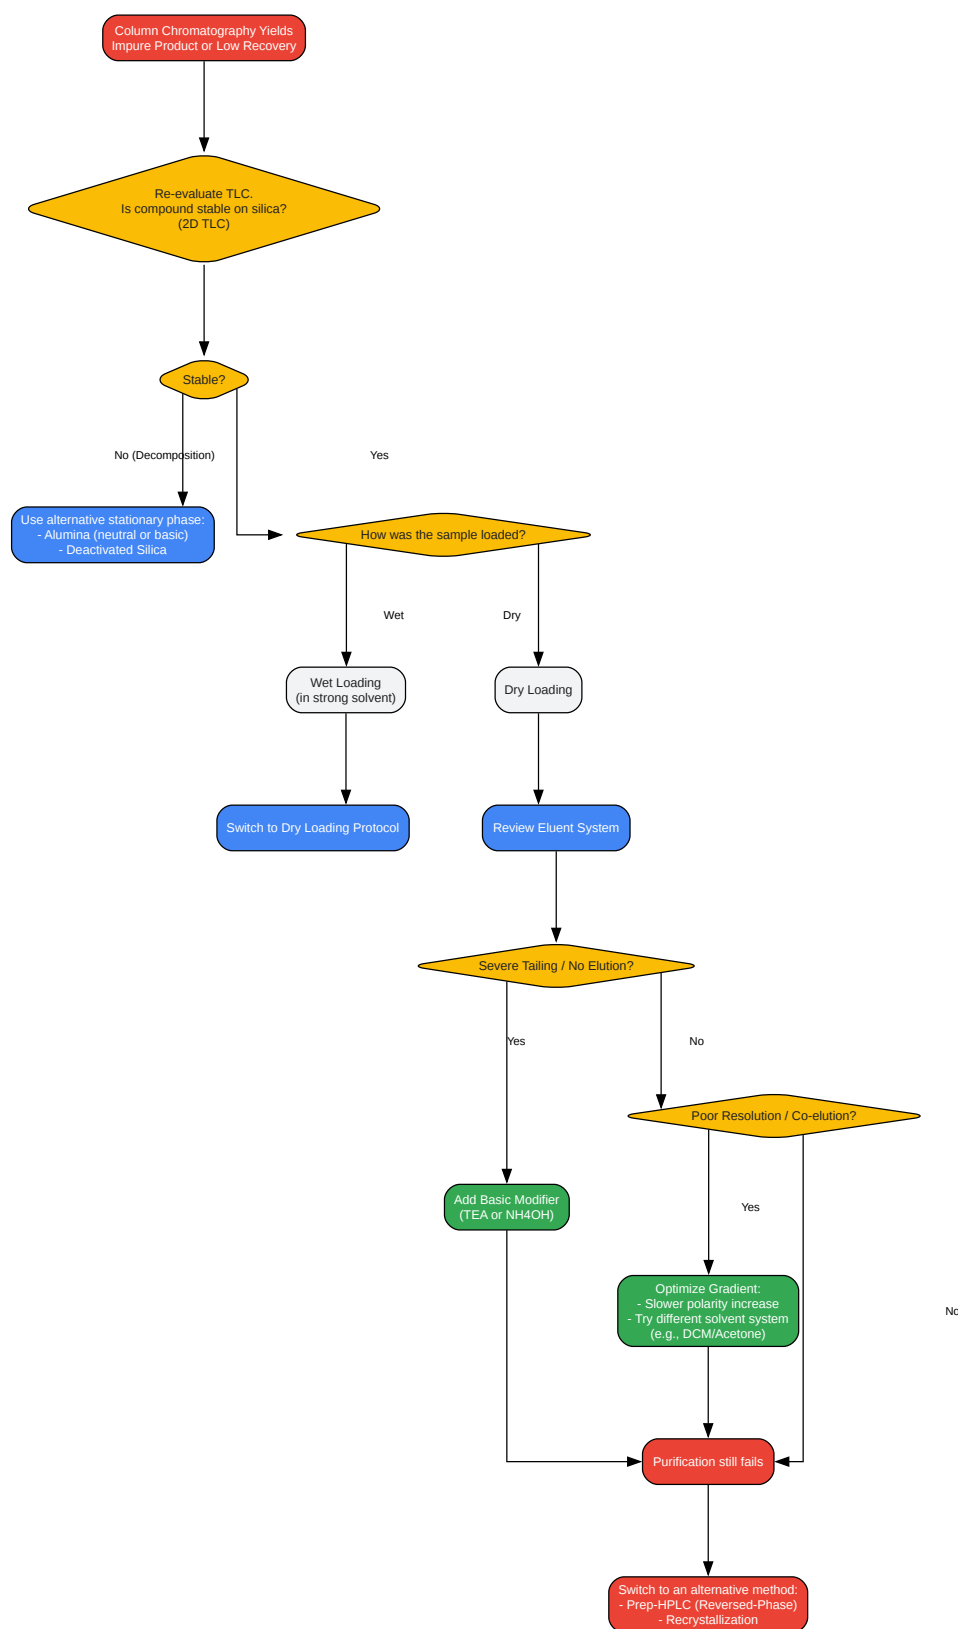 Column Chromatography Yields
Impure Product or Low Recovery
Re-evaluate TLC.
Is compound stable on silica?
(2D TLC)
Stable?
No (Decomposition)
Yes
Use alternative stationary phase:
- Alumina (neutral or basic)
- Deactivated Silica
How was the sample loaded?
Wet
Dry
Wet Loading
(in strong solvent)
Dry Loading
Switch to Dry Loading Protocol
Review Eluent System
Severe Tailing / No Elution?
Yes
No
Poor Resolution / Co-elution?
Add Basic Modifier
(TEA or NH4OH)
Yes
Optimize Gradient:
- Slower polarity increase
- Try different solvent system
(e.g., DCM/Acetone)
No
Purification still fails
Switch to an alternative method:
- Prep-HPLC (Reversed-Phase)
- Recrystallization